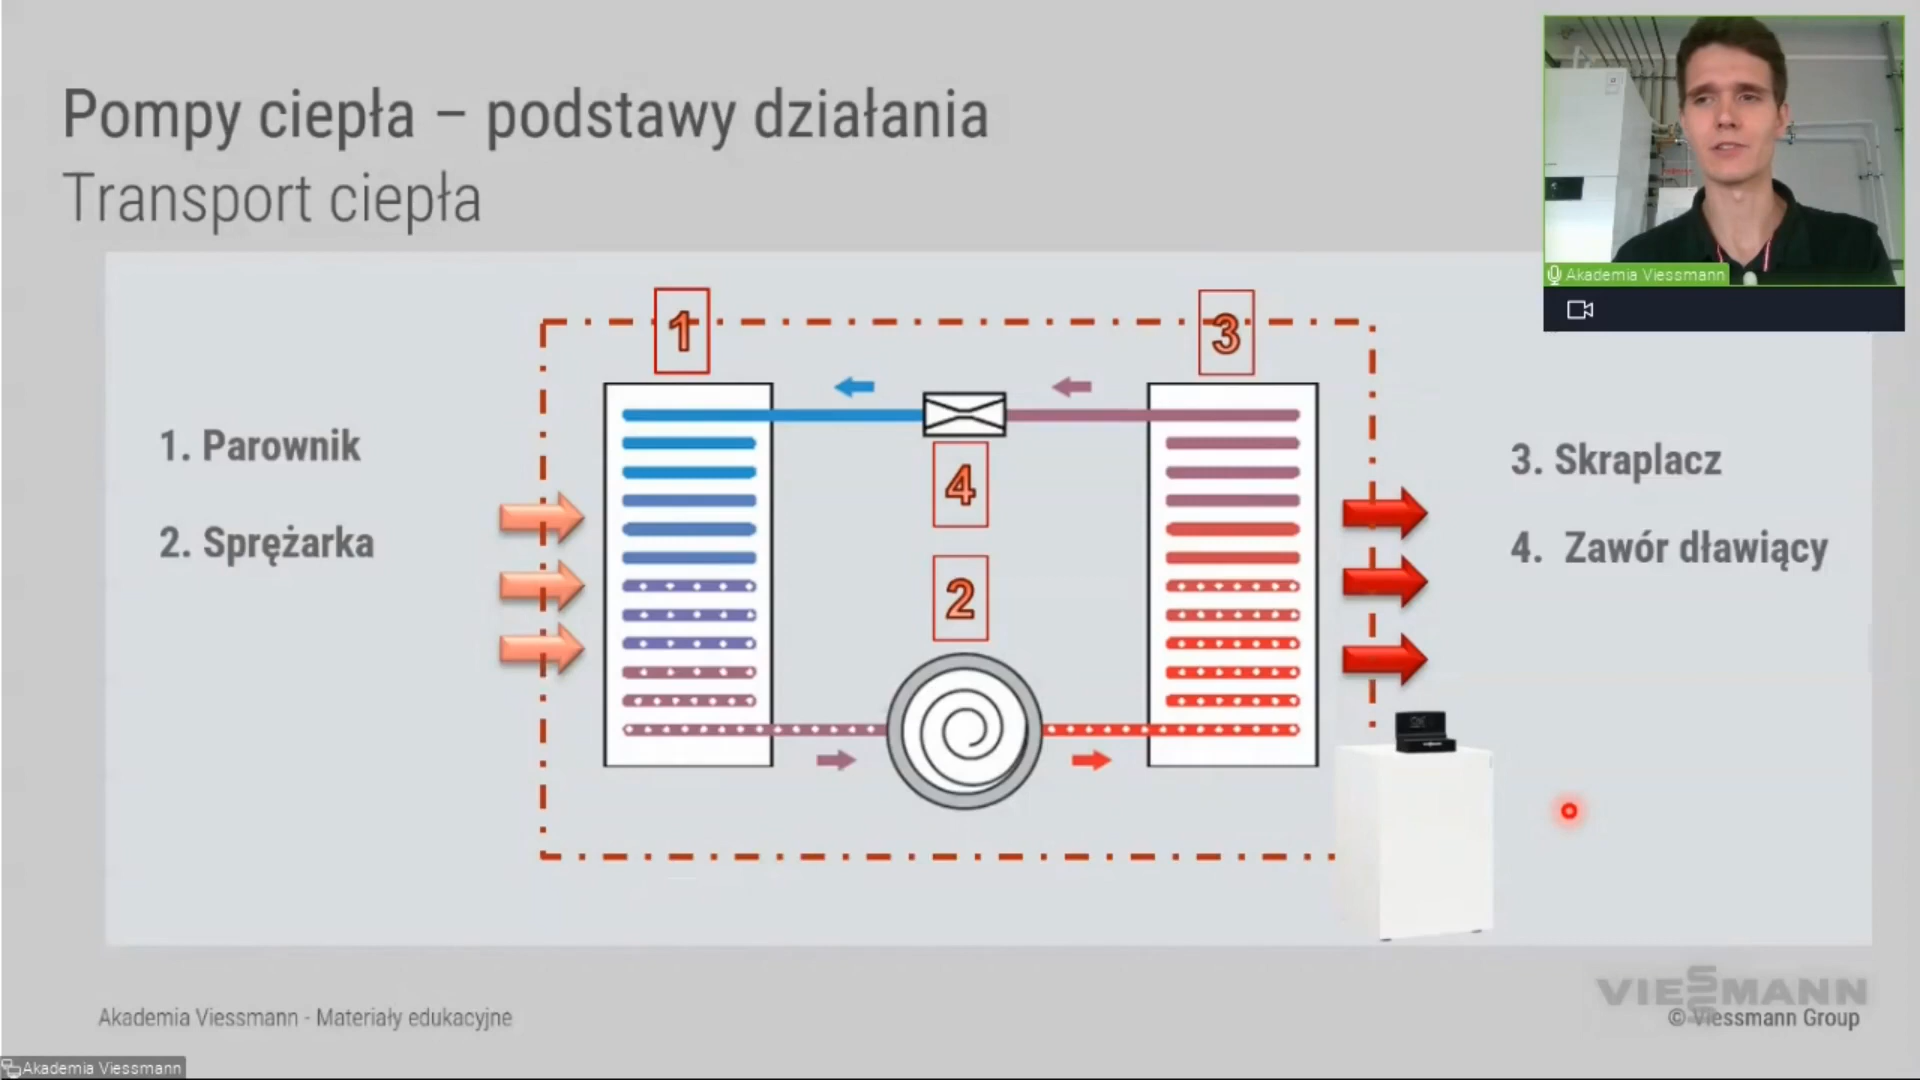 Pompy ciepła – podstawy działania
Transport ciepła
Akademia Viessmann
1
3
1. Parownik
2. Sprężarka
4
2
3. Skraplacz
4. Zawór dławiący
Akademia Viessmann - Materiały edukacyjne
VIESSMANN
© Viessmann Group
Akademia Viessmann